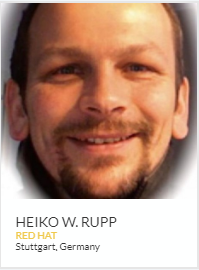 HEIKO W. RUPP
RED HAT
Stuttgart, Germany